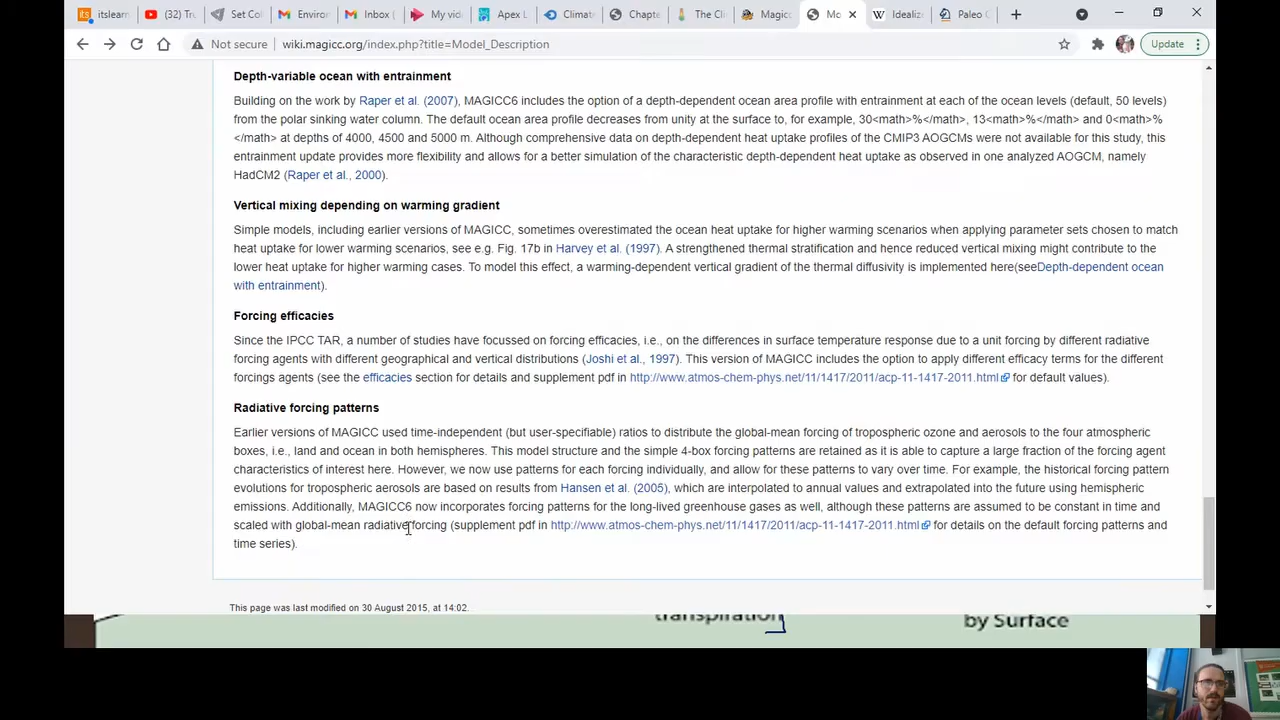 itslearn
(32) Tru
Set Col
Environ
Inbox (
My vid
Apex L
Climat
Chapte
The Cli
Magic
Mo
Idealiz
Paleo C
Not secure
wiki.magicc.org/index.php?title=Model_Description
Update
Depth-variable ocean with entrainment
Building on the work by Raper et al. (2007), MAGICC6 includes the option of a depth-dependent ocean area profile with entrainment at each of the ocean levels (default, 50 levels)
from the polar sinking water column. The default ocean area profile decreases from unity at the surface to, for example, 30<math>%</math>, 13<math>%</math> and 0<math>%
</math> at depths of 4000, 4500 and 5000 m. Although comprehensive data on depth-dependent heat uptake profiles of the CMIP3 AOGCMs were not available for this study, this
entrainment update provides more flexibility and allows for a better simulation of the characteristic depth-dependent heat uptake as observed in one analyzed AOGCM, namely
HadCM2 (Raper et al., 2000).
Vertical mixing depending on warming gradient
Simple models, including earlier versions of MAGICC, sometimes overestimated the ocean heat uptake for higher warming scenarios when applying parameter sets chosen to match
heat uptake for lower warming scenarios, see e.g. Fig. 17b in Harvey et al. (1997). A strengthened thermal stratification and hence reduced vertical mixing might contribute to the
lower heat uptake for higher warming cases. To model this effect, a warming-dependent vertical gradient of the thermal diffusivity is implemented here(seeDepth-dependent ocean
with entrainment).
Forcing efficacies
Since the IPCC TAR, a number of studies have focussed on forcing efficacies, i.e., on the differences in surface temperature response due to a unit forcing by different radiative
forcing agents with different geographical and vertical distributions (Joshi et al., 1997). This version of MAGICC includes the option to apply different efficacy terms for the different
forcings agents (see the efficacies section for details and supplement pdf in http://www.atmos-chem-phys.net/11/1417/2011/acp-11-1417-2011.html for default values).
Radiative forcing patterns
Earlier versions of MAGICC used time-independent (but user-specifiable) ratios to distribute the global-mean forcing of tropospheric ozone and aerosols to the four atmospheric
boxes, i.e., land and ocean in both hemispheres. This model structure and the simple 4-box forcing patterns are retained as it is able to capture a large fraction of the forcing agent
characteristics of interest here. However, we now use patterns for each forcing individually, and allow for these patterns to vary over time. For example, the historical forcing pattern
evolutions for tropospheric aerosols are based on results from Hansen et al. (2005), which are interpolated to annual values and extrapolated into the future using hemispheric
emissions. Additionally, MAGICC6 now incorporates forcing patterns for the long-lived greenhouse gases as well, although these patterns are assumed to be constant in time and
scaled with global-mean radiative forcing (supplement pdf in http://www.atmos-chem-phys.net/11/1417/2011/acp-11-1417-2011.html for details on the default forcing patterns and
time series).
This page was last modified on 30 August 2015, at 14:02.
transpiration
by Surface